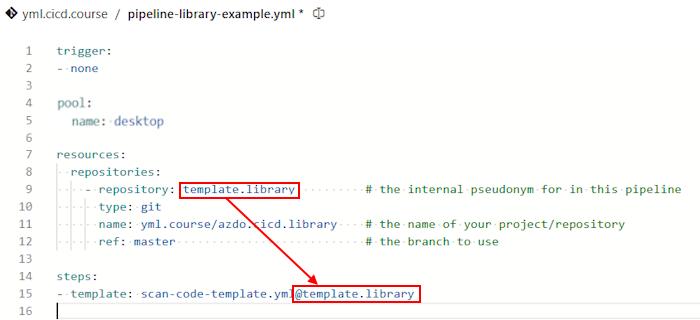 yml.cicd.course / pipeline-library-example.yml *
1 trigger:
2 - none
3
4 pool:
5 name: desktop
6
7 resources:
8 repositories:
9 - repository: template.library # the internal pseudonym for in this pipeline
10 type: git
11 name: yml.course/azdo.cicd.library # the name of your project/repository
12 ref: master # the branch to use
13
14 steps:
15 - template: scan-code-template.yml@template.library
16